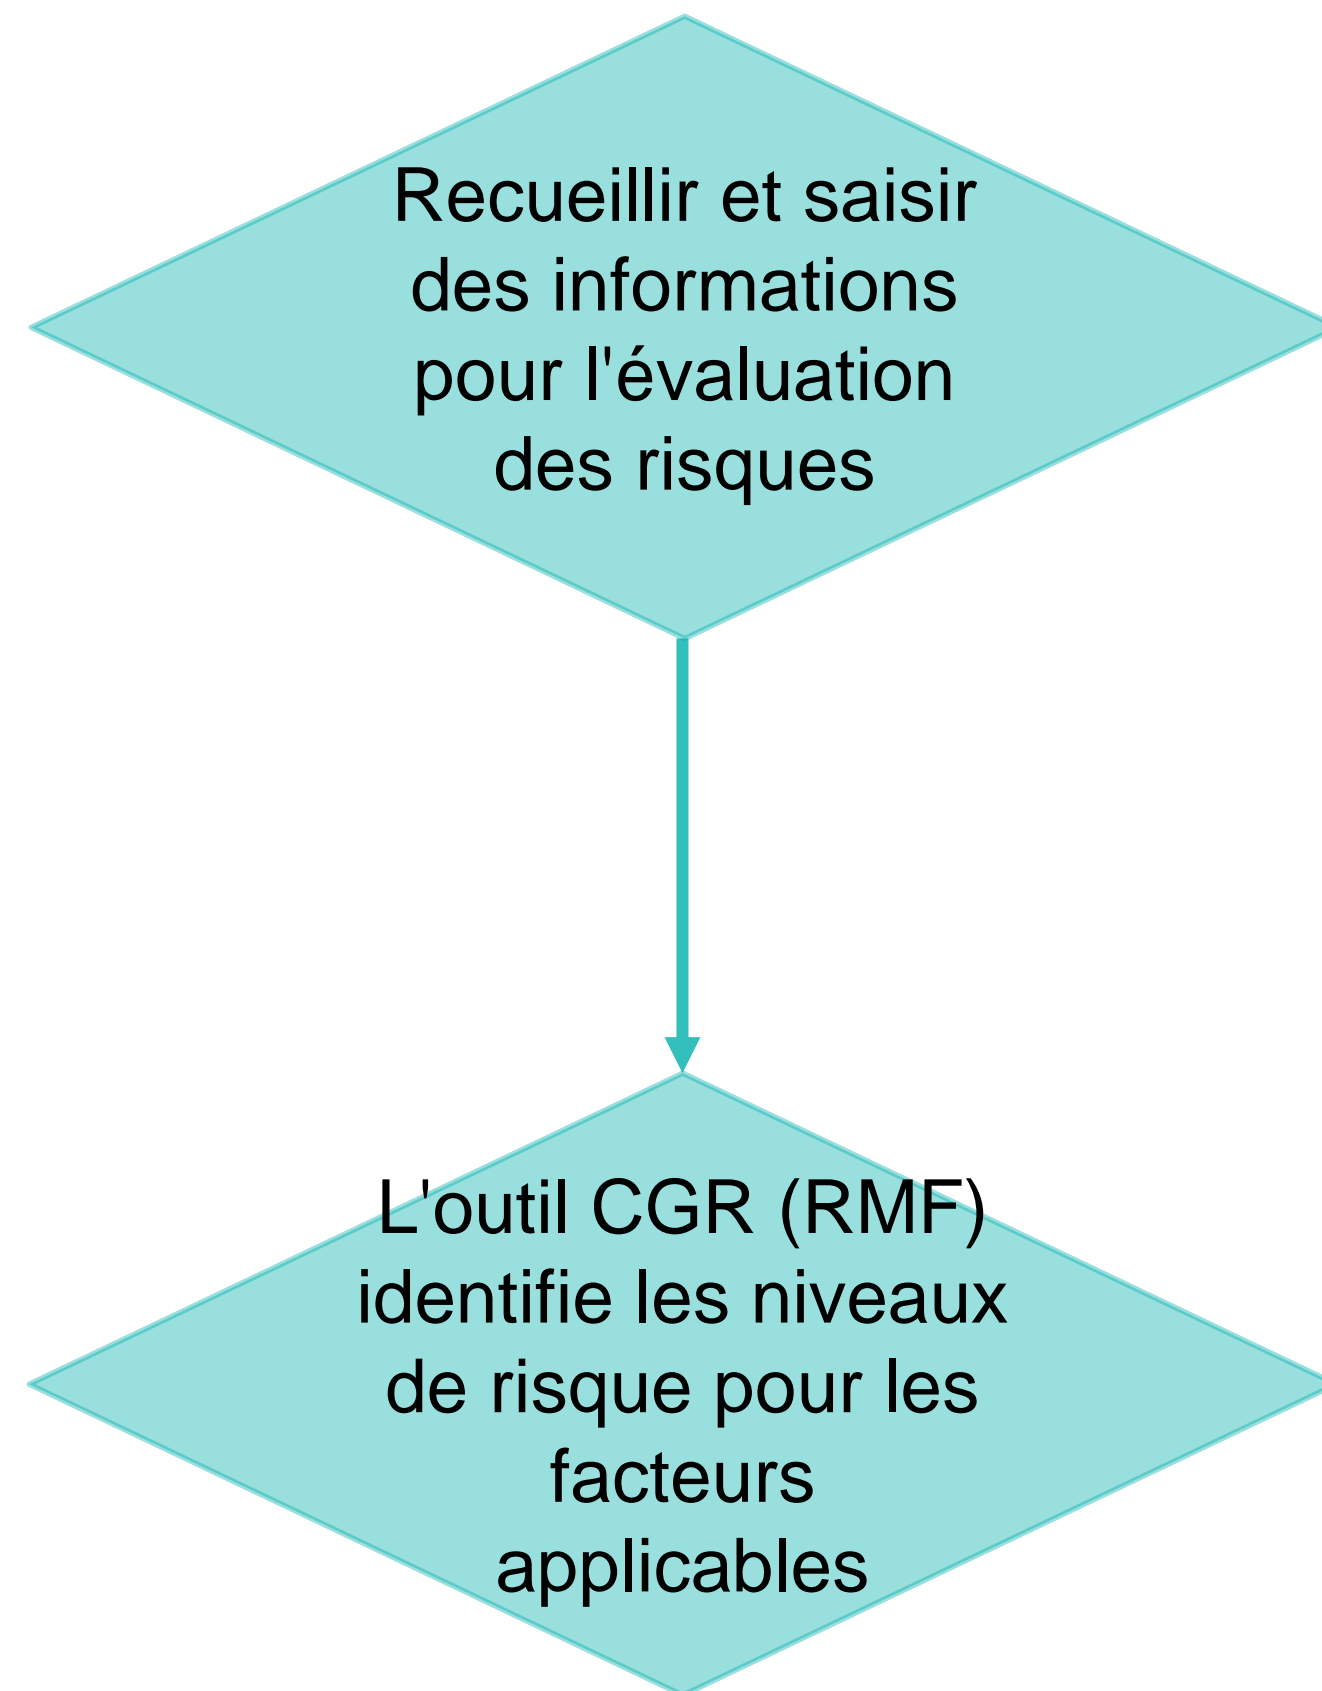 Recueillir et saisir
des informations
pour l'évaluation
des risques
L'outil CGR (RMF)
identifie les niveaux
de risque pour les
facteurs
applicables